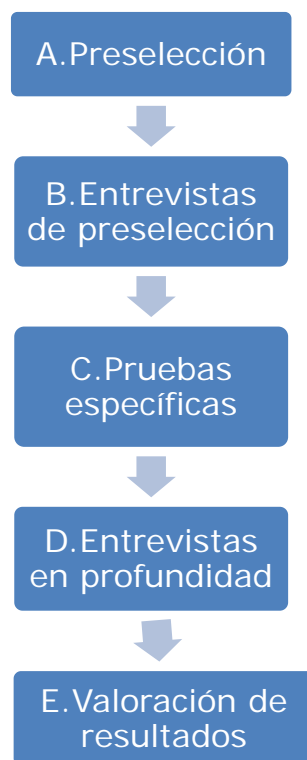 A.Preselección
B.Entrevistas
de preselección
C.Pruebas
específicas
D.Entrevistas
en profundidad
E.Valoración de
resultados